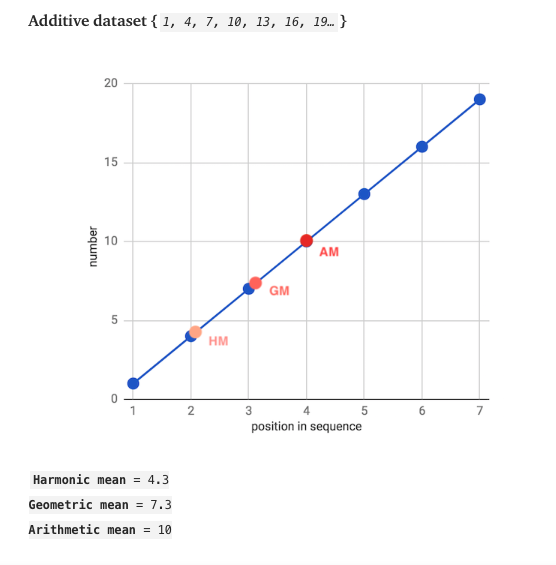 Additive dataset { 1, 4, 7, 10, 13, 16, 19… }
20
15
number
10
AM
GM
5
HM
0
1 2 3 4 5 6 7
position in sequence
Harmonic mean = 4.3
Geometric mean = 7.3
Arithmetic mean = 10